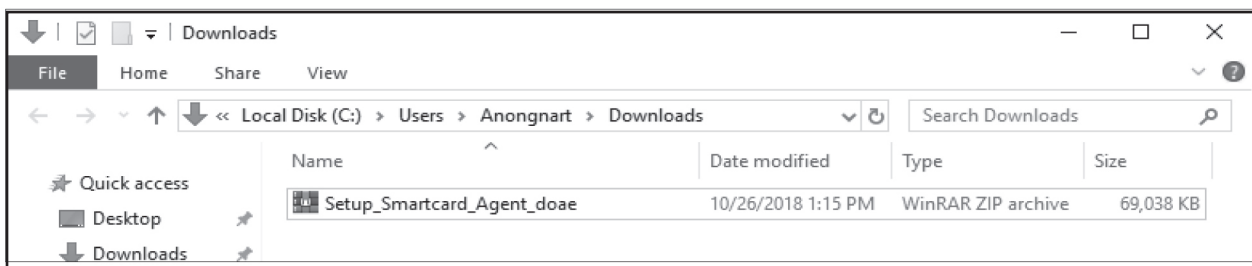 Downloads
File Home Share View
« Local Disk (C:) > Users > Anongnart > Downloads Search Downloads
Name Date modified Type Size
Quick access
Setup_Smartcard_Agent_doae 10/26/2018 1:15 PM WinRAR ZIP archive 69,038 KB
Desktop
Downloads